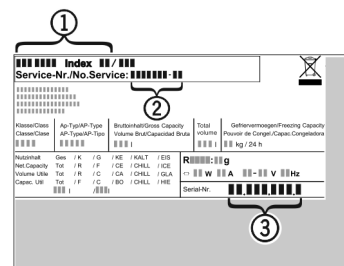 1
Index /
Service-Nr./No.Service: -
2
Klasse/Class
Classe/Clase
Ap-Typ/AP-Type
AP-Type/AP-Tipo
Bruttoinhalt/Gross Capacity
Volume Brut/Capacidad Bruta
l
Total
volume
l
Gefriervermoegen/Freezing Capacity
Pouvoir de Congel./Capac.Congeladora
kg / 24 h
Nutzinhalt Ges / K / G / KE / KALT / EIS
Net.Capacity Tot / R / F / CE / CHILL / ICE
Volume Utile Tot / R / C / CA / CHILL / GLA
Capac. Util Tot / F / C / BO / CHILL / HIE
l / l
R : g
W A - V Hz
Serial-Nr. . . .
3